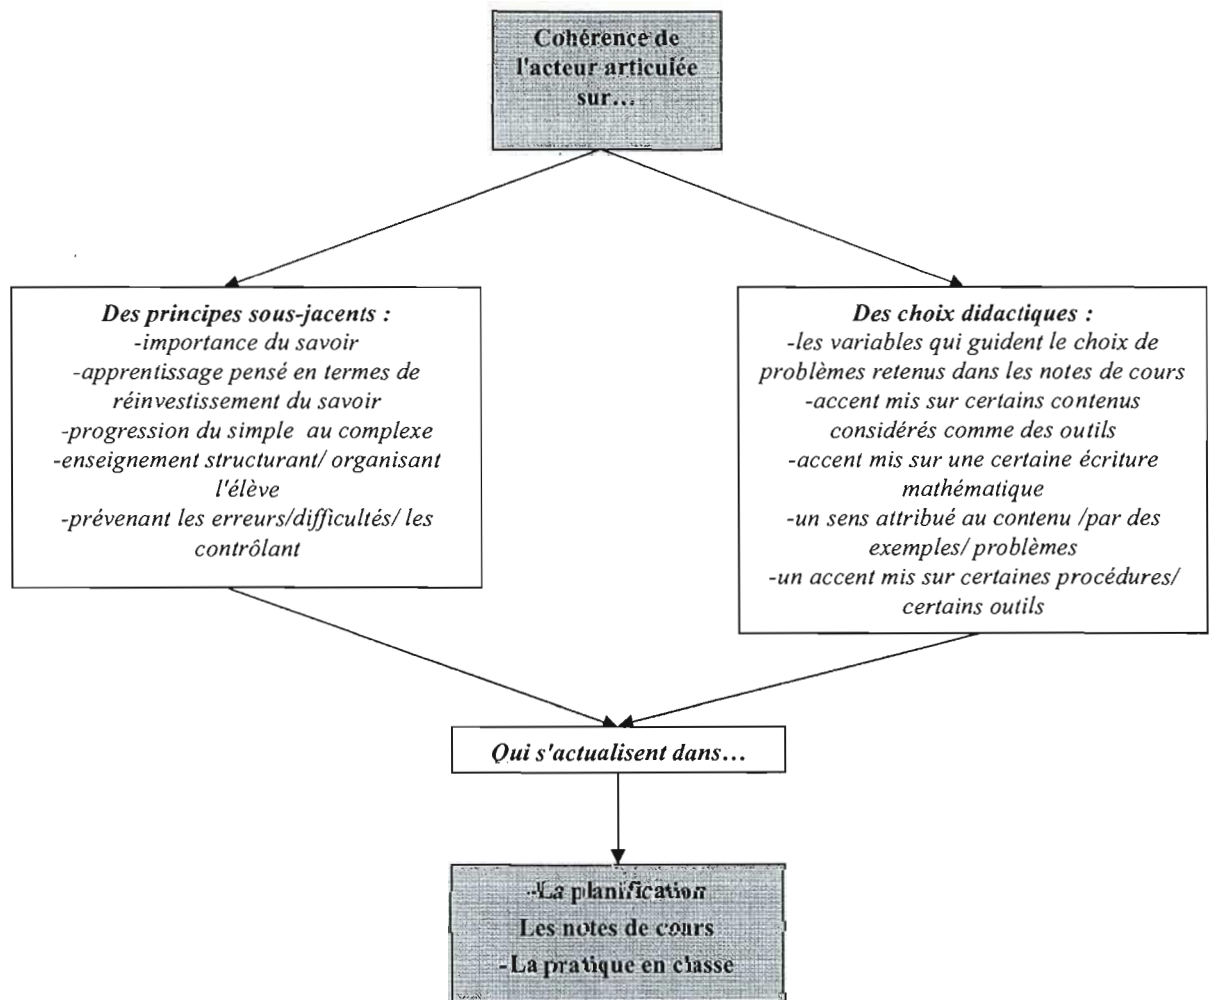 Cohérence de
l'acteur articulée
sur…
Des principes sous-jacents :
-importance du savoir
-apprentissage pensé en termes de
réinvestissement du savoir
-progression du simple au complexe
-enseignement structurant/ organisant
l'élève
-prévenant les erreurs/difficultés/ les
contrôlant
Des choix didactiques :
-les variables qui guident le choix de
problèmes retenus dans les notes de cours
-accent mis sur certains contenus
considérés comme des outils
-accent mis sur une certaine écriture
mathématique
-un sens attribué au contenu /par des
exemples/ problèmes
-un accent mis sur certaines procédures/
certains outils
Qui s'actualisent dans…
-La planification
Les notes de cours
-La pratique en classe